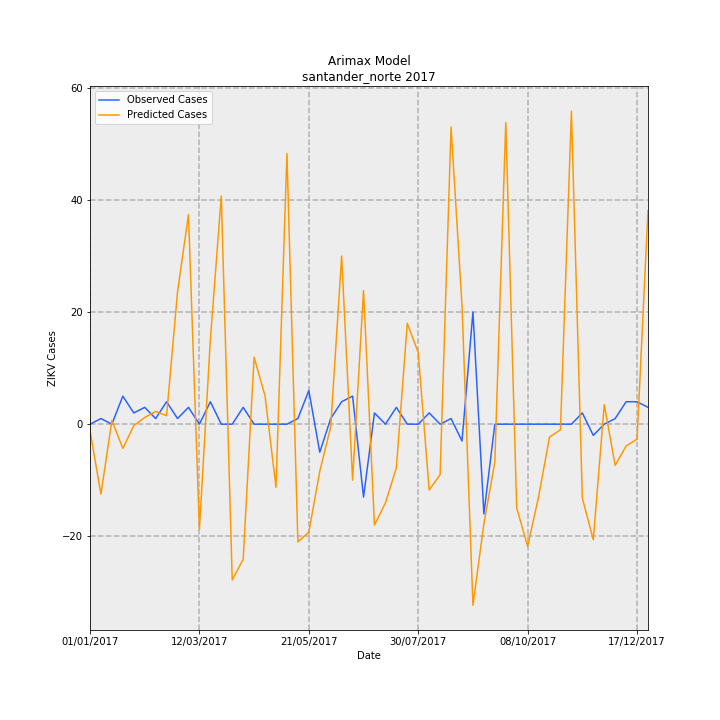 Arimax Model
santander_norte 2017
Observed Cases
Predicted Cases
60
40
20
0
−20
ZIKV Cases
01/01/2017
12/03/2017
21/05/2017
30/07/2017
08/10/2017
17/12/2017
Date